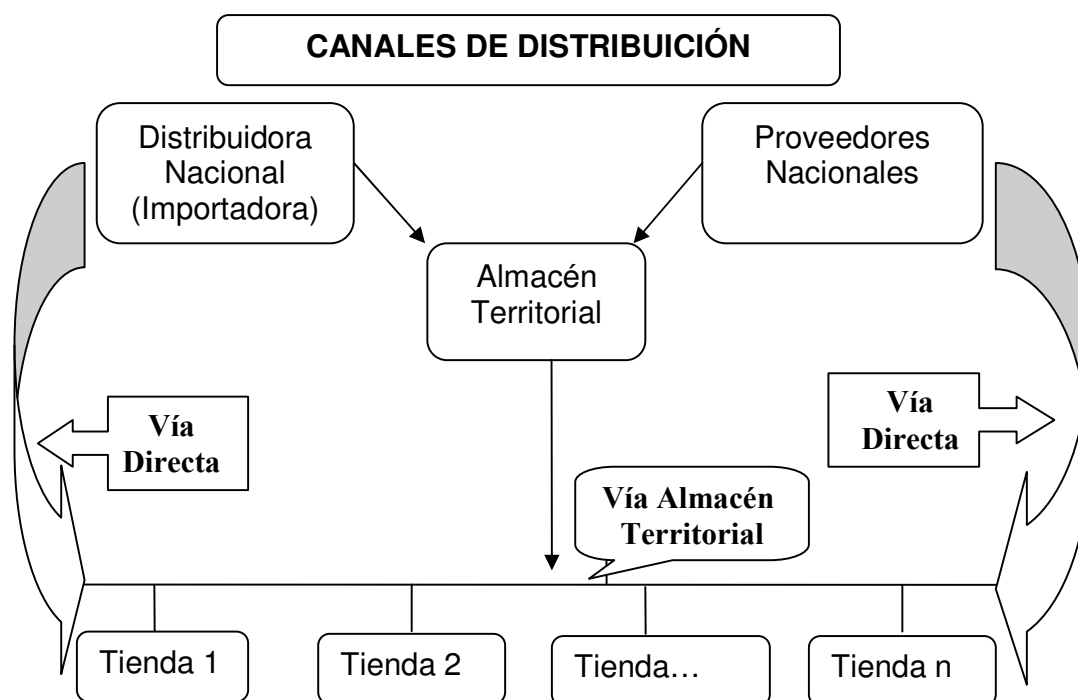 CANALES DE DISTRIBUICIÓN
Distribuidora
Nacional
(Importadora)
Proveedores
Nacionales
Almacén
Territorial
Vía
Directa
Vía
Directa
Vía Almacén
Territorial
Tienda 1
Tienda 2
Tienda…
Tienda n